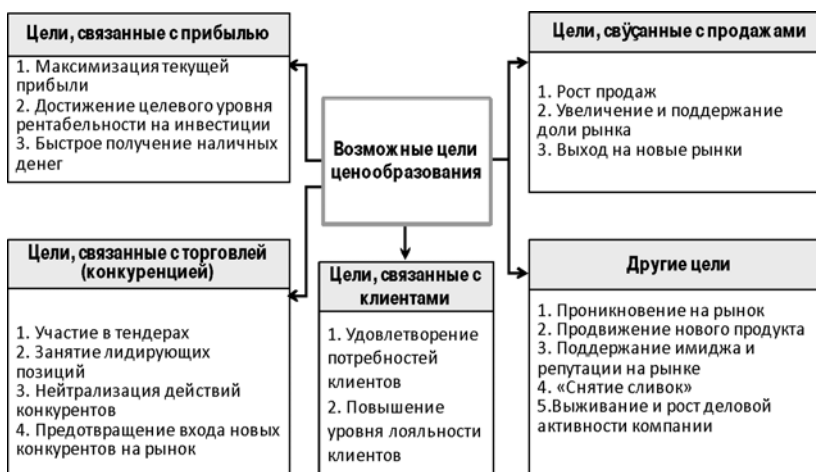 Цели, связанные с прибылью
1. Максимизация текущей
прибыли
2. Достижение целевого уровня
рентабельности на инвестиции
3. Быстрое получение наличных
денег
Цели, свўçанные с продажами
1. Рост продаж
2. Увеличение и поддержание
доли рынка
3. Выход на новые рынки
Возможные цели
ценообразования
Цели, связанные с торговлей
(конкуренцией)
1. Участие в тендерах
2. Занятие лидирующих
позиций
3. Нейтрализация действий
конкурентов
4. Предотвращение входа новых
конкурентов на рынок
Цели, связанные с
клиентами
1. Удовлетворение
потребностей
клиентов
2. Повышение
уровня лояльности
клиентов
Другие цели
1. Проникновение на рынок
2. Продвижение нового продукта
3. Поддержание имиджа и
репутации на рынке
4. «Снятие сливок»
5.Выживание и рост деловой
активности компании